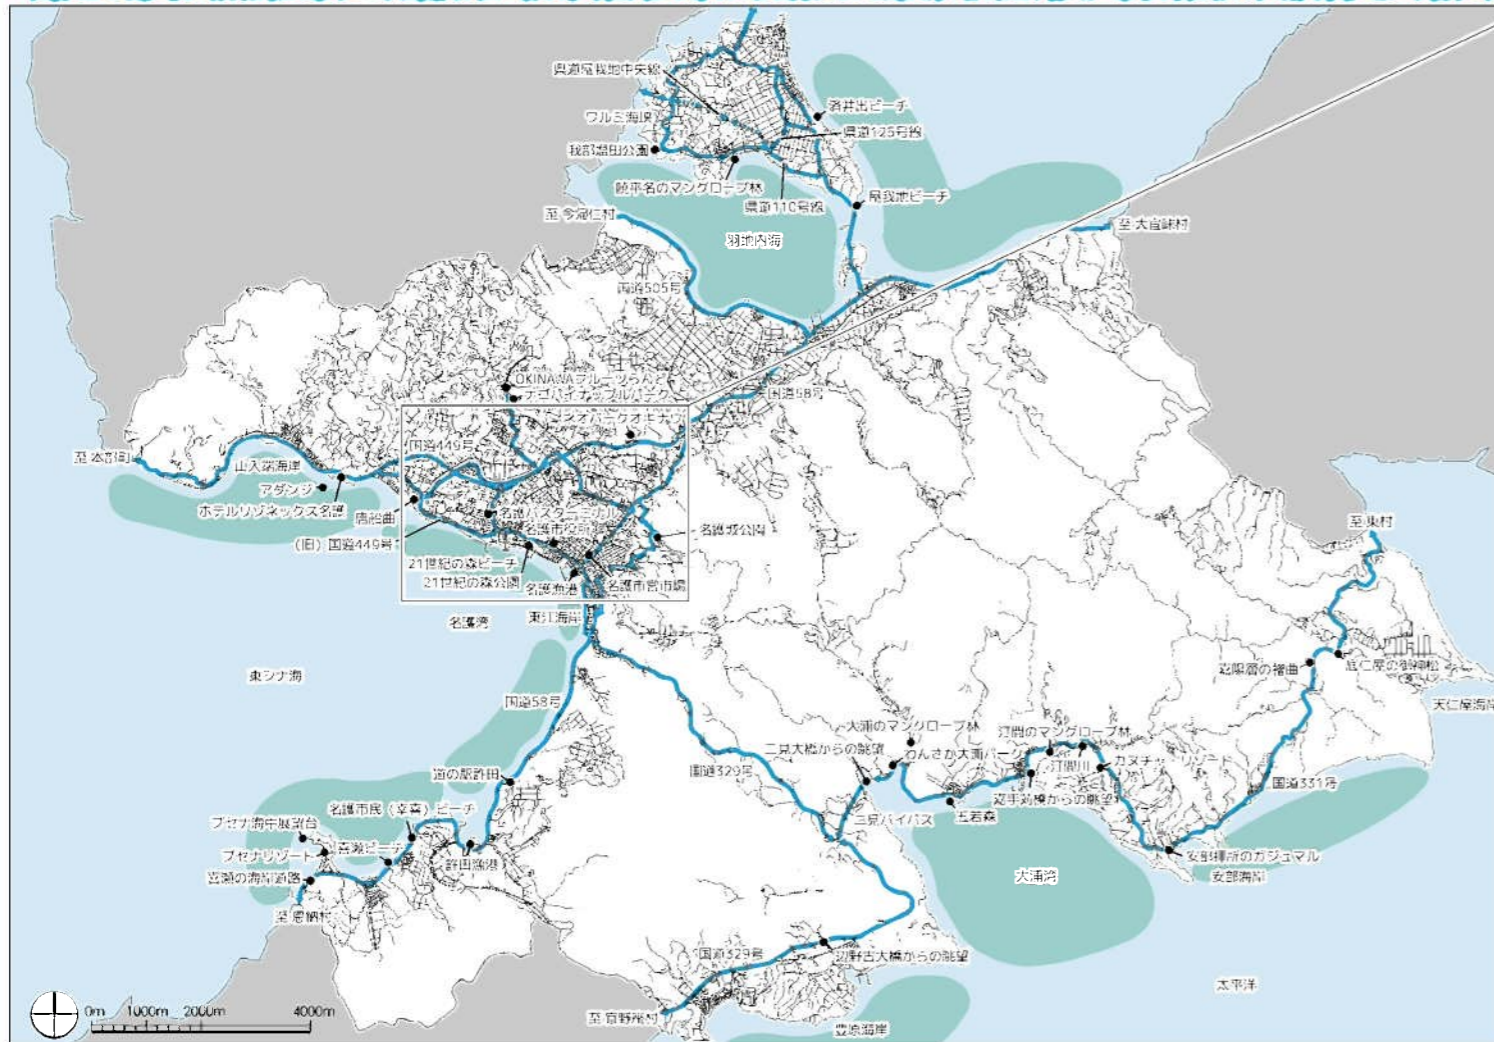 県道屋我地中央線
済井出ビーチ
ワルミ海峡
県道125号線
我部塩田公園
饒平名のマングローブ林
県道110号線
屋我地ビーチ
至 今帰仁村
羽地内海
至 大宜味村
国道505号
OKINAWAフルーツらんど
ナゴパイナップルパーク
国道58号
ネオパークオキナワ
国道449号
至 本部町
山入端海岸
アダンジ
ホテルリゾネックス名護
名護バスターミナル
名護市役所
名護城公園
(旧) 国道449号
21世紀の森ビーチ
21世紀の森公園
名護漁港
名護市営市場
東江海岸
名護湾
東シナ海
国道58号
至 東村
嘉陽層の褶曲
底仁屋の御神松
天仁屋海岸
大浦のマングローブ林
汀間のマングローブ林
二見大橋からの眺望
わんさか大浦パーク
汀間川
カヌチャリゾート
国道329号
国道331号
嘉手苅橋からの眺望
二見バイパス
道の駅許田
名護市民(幸喜)ビーチ
ブセナ海中展望台
ブセナリゾート
喜瀬ビーチ
許田漁港
喜瀬の海岸道路
至 恩納村
安部拝所のガジュマル
安部海岸
大浦湾
国道329号
辺野古大橋からの眺望
太平洋
0m 1000m 2000m 4000m
至 宜野座村
豊原海岸